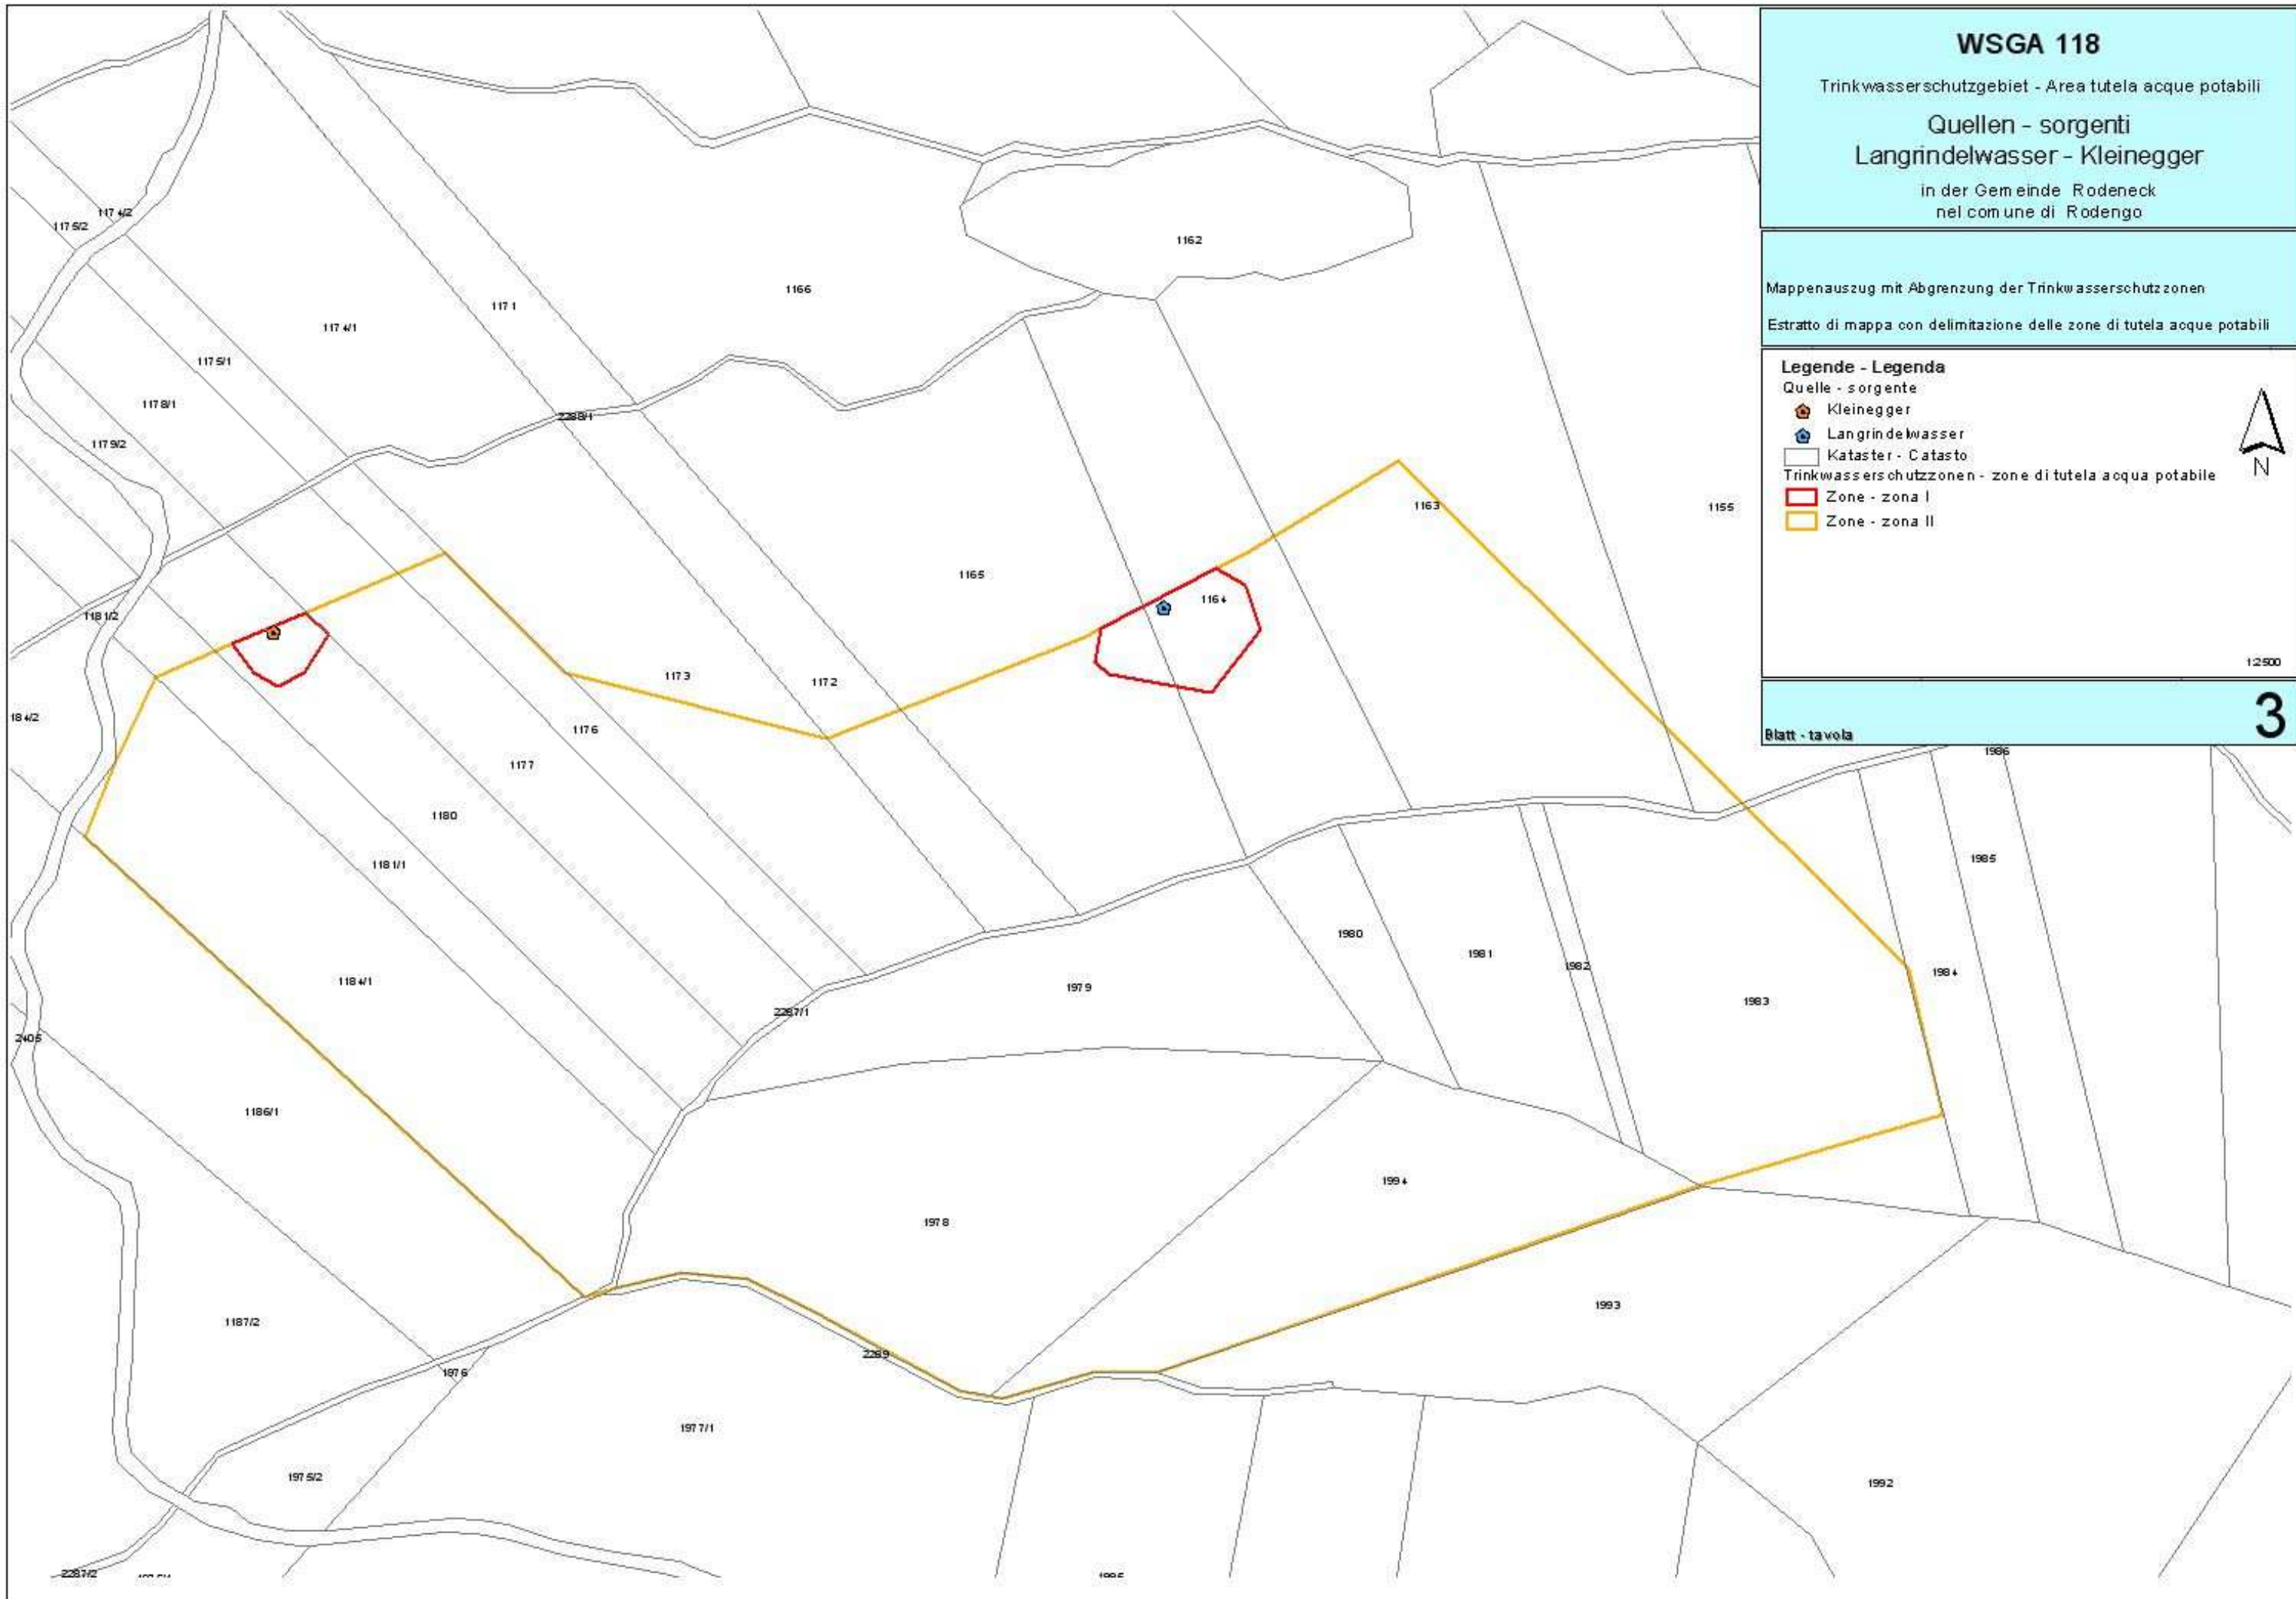 WSGA 118
Trinkwasserschutzgebiet - Area tutela acque potabili
Quellen - sorgenti
Langrindelwasser - Kleinegger
in der Gemeinde Rodeneck
nel comune di Rodengo
Mappenauszug mit Abgrenzung der Trinkwasserschutzzonen
Estratto di mappa con delimitazione delle zone di tutela acque potabili
Legende - Legenda
Quelle - sorgente
Kleinegger
Langrindelwasser
Kataster - Catasto
Trinkwasserschutzzonen - zone di tutela acqua potabile
Zone - zona I
Zone - zona II
N
1:2500
Blatt - tavola
3
1174/2
1175/2
1162
1166
1171
1174/1
1175/1
1178/1
2288/1
1179/2
1163
1155
1165
1164
1181/2
1173
1172
184/2
1176
1986
1177
1180
1985
1181/1
1980
1981
1982
1984
1184/1
1979
1983
2287/1
2405
1186/1
1994
1978
1993
1187/2
2289
1976
1977/1
1975/2
1992
2287/2